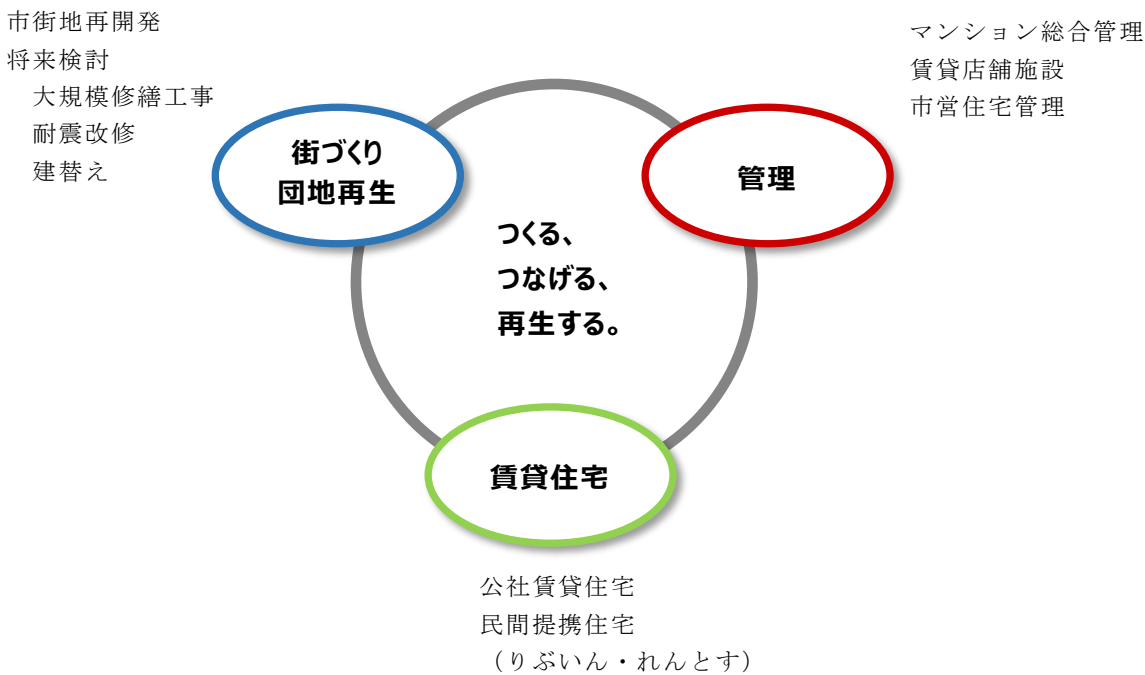 市街地再開発
将来検討
大規模修繕工事
耐震改修
建替え
街づくり
団地再生
マンション総合管理
賃貸店舗施設
市営住宅管理
管理
つくる、
つなげる、
再生する。
賃貸住宅
公社賃貸住宅
民間提携住宅
（りぶいん・れんとす）